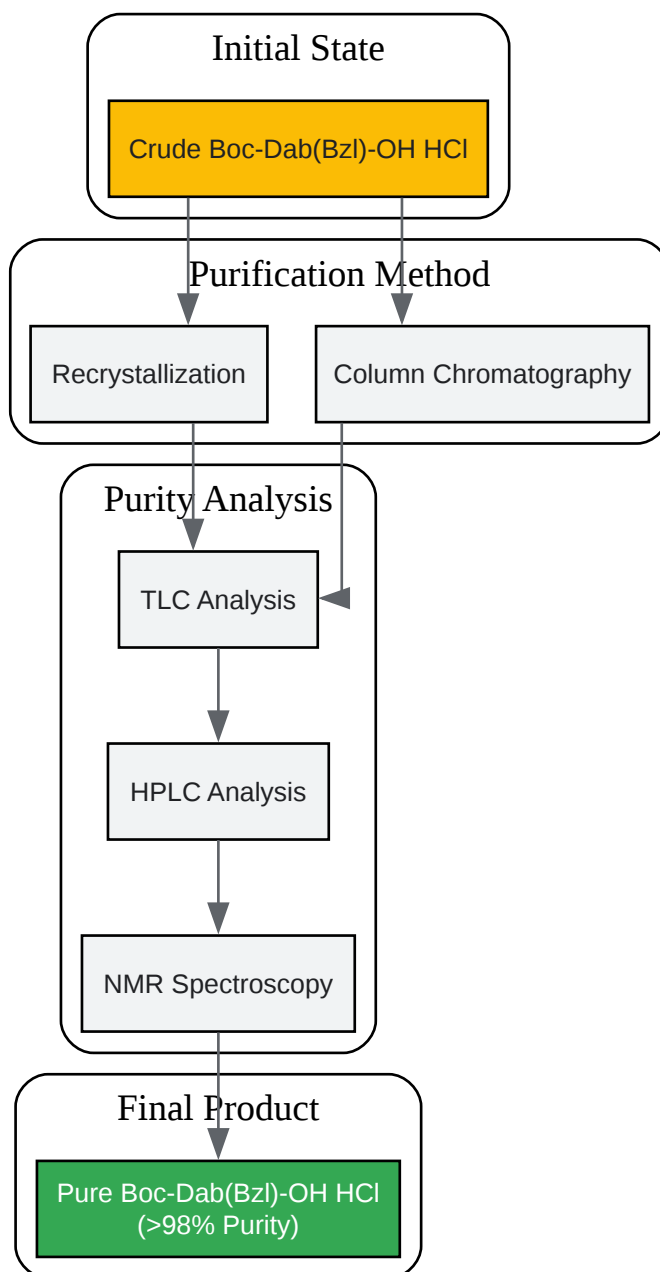 Initial State
Crude Boc-Dab(Bzl)-OH HCl
Purification Method
Recrystallization
Column Chromatography
Purity Analysis
TLC Analysis
HPLC Analysis
NMR Spectroscopy
Final Product
Pure Boc-Dab(Bzl)-OH HCl
(>98% Purity)